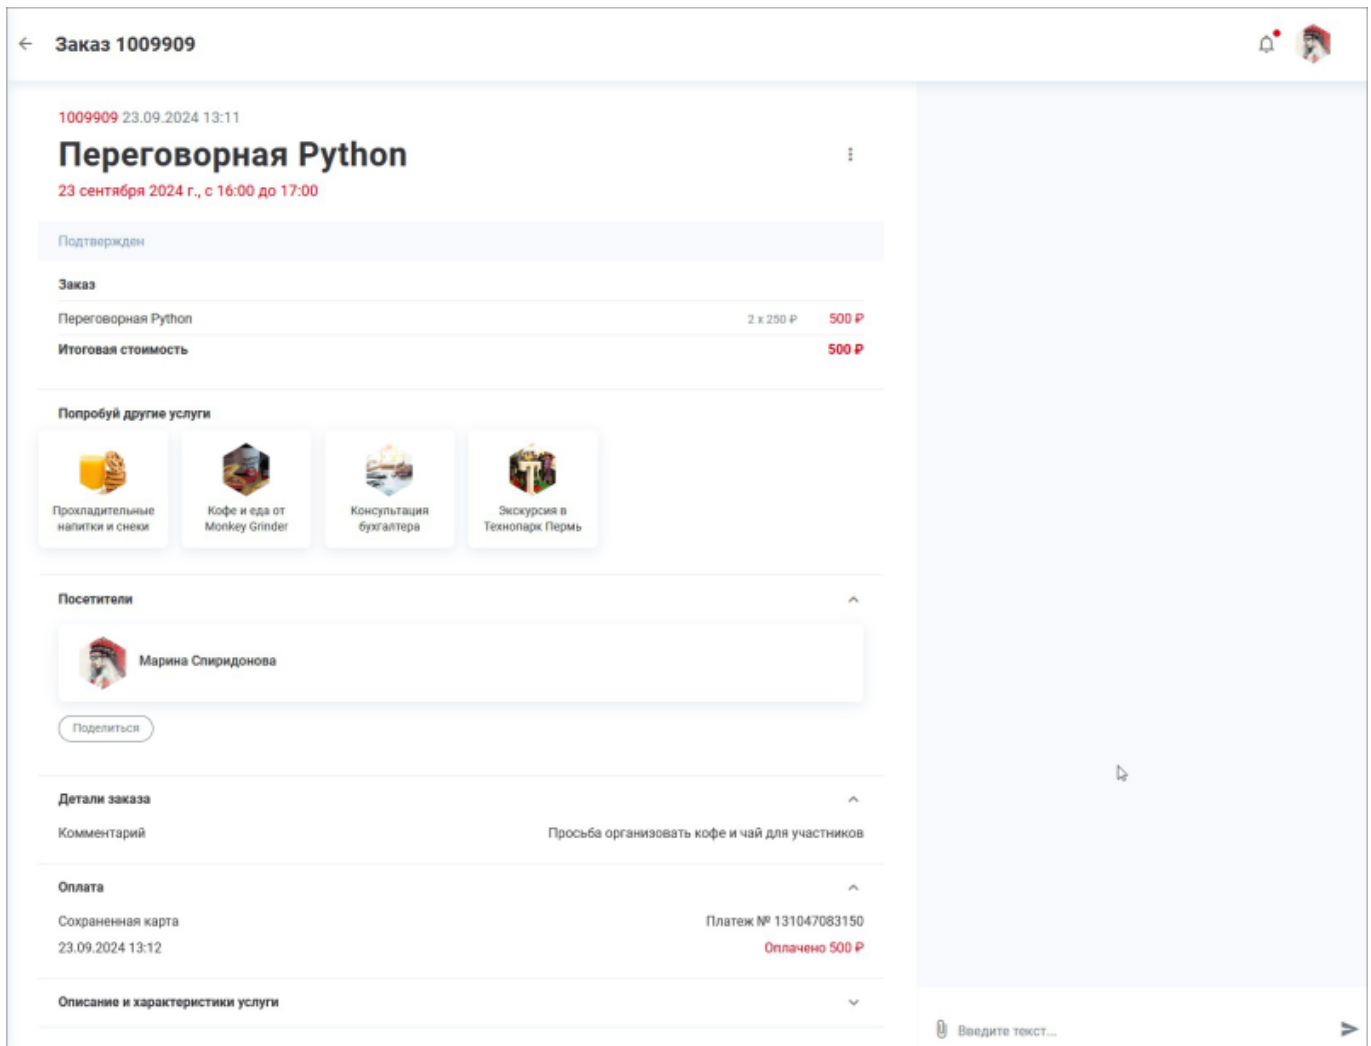 Заказ 1009909
1009909 23.09.2024 13:11
Переговорная Python
23 сентября 2024 г., с 16:00 до 17:00
Подтвержден
Заказ
Переговорная Python 2 x 250 ₽ 500 ₽
Итоговая стоимость 500 ₽
Попробуй другие услуги
Прохладительные напитки и снеки
Кофе и еда от Monkey Grinder
Консультация бухгалтера
Экскурсия в Технопарк Пермь
Посетители
Марина Спиридонова
Поделиться
Детали заказа
Комментарий Просьба организовать кофе и чай для участников
Оплата
Сохраненная карта Платеж № 131047083150
23.09.2024 13:12 Оплачено 500 ₽
Описание и характеристики услуги
Введите текст...